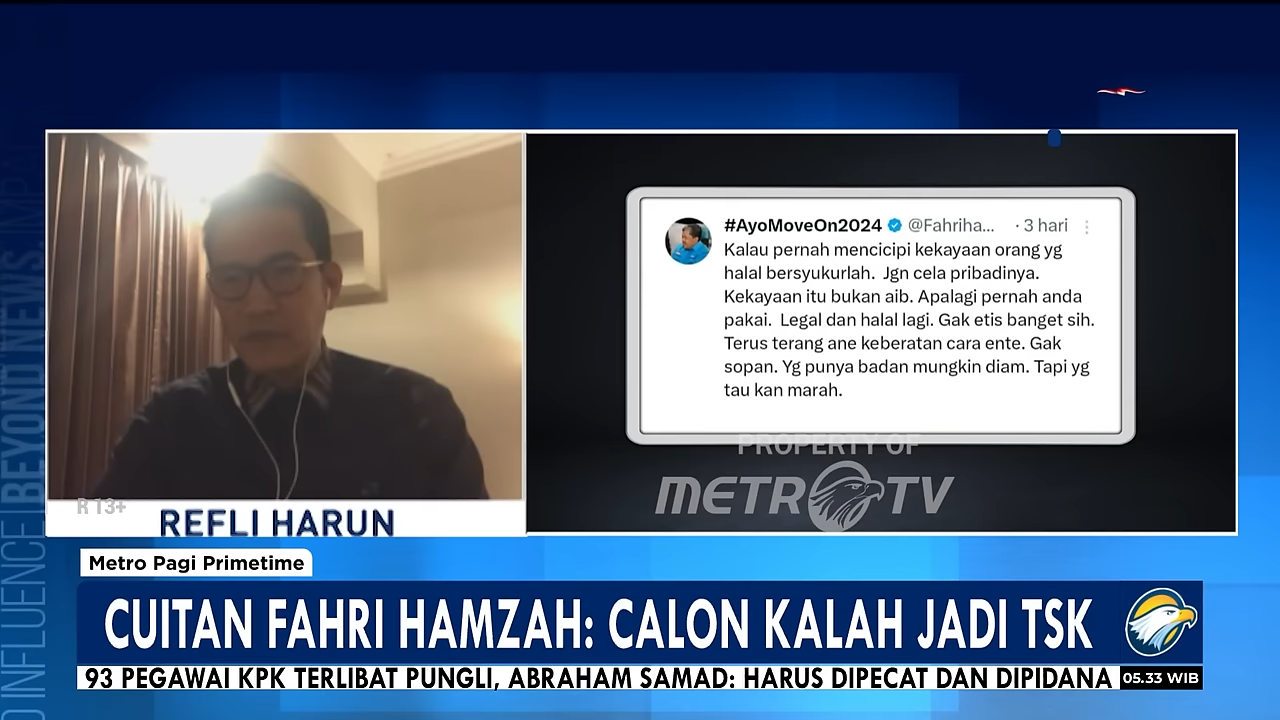 #AyoMoveOn2024 @Fahriha... · 3 hari
Kalau pernah mencicipi kekayaan orang yg
halal bersyukurlah. Jgn cela pribadinya.
Kekayaan itu bukan aib. Apalagi pernah anda
pakai. Legal dan halal lagi. Gak etis banget sih.
Terus terang ane keberatan cara ente. Gak
sopan. Yg punya badan mungkin diam. Tapi yg
tau kan marah.
PROPERTY OF
METRO TV
R 13+
REFLI HARUN
Metro Pagi Primetime
CUITAN FAHRI HAMZAH: CALON KALAH JADI TSK
93 PEGAWAI KPK TERLIBAT PUNGLI, ABRAHAM SAMAD: HARUS DIPECAT DAN DIPIDANA
05.33 WIB
INFLUENCE | BEYOND NEWS.